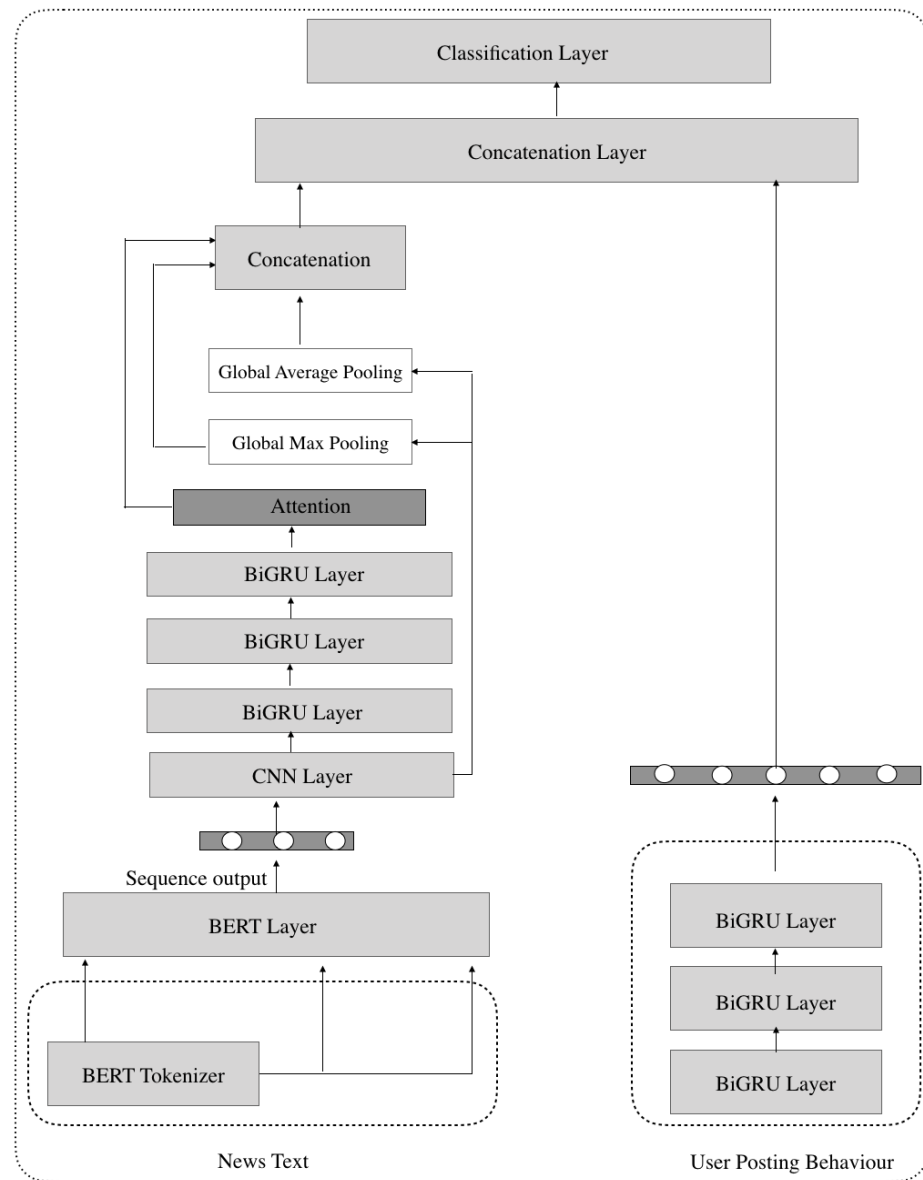 Classification Layer
Concatenation Layer
Concatenation
Global Average Pooling
Global Max Pooling
Attention
BiGRU Layer
BiGRU Layer
BiGRU Layer
CNN Layer
Sequence output
BERT Layer
BERT Tokenizer
News Text
BiGRU Layer
BiGRU Layer
BiGRU Layer
User Posting Behaviour